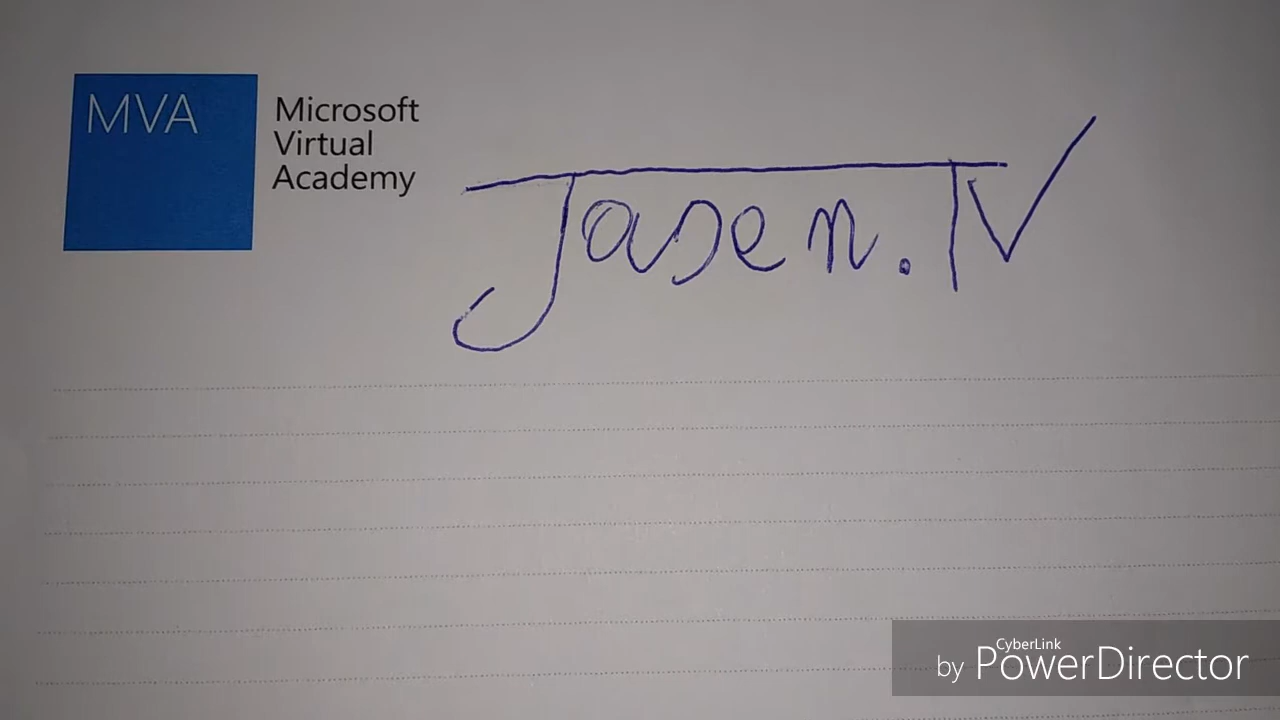 MVA
Microsoft
Virtual
Academy
Jasen.TV
CyberLink
by PowerDirector